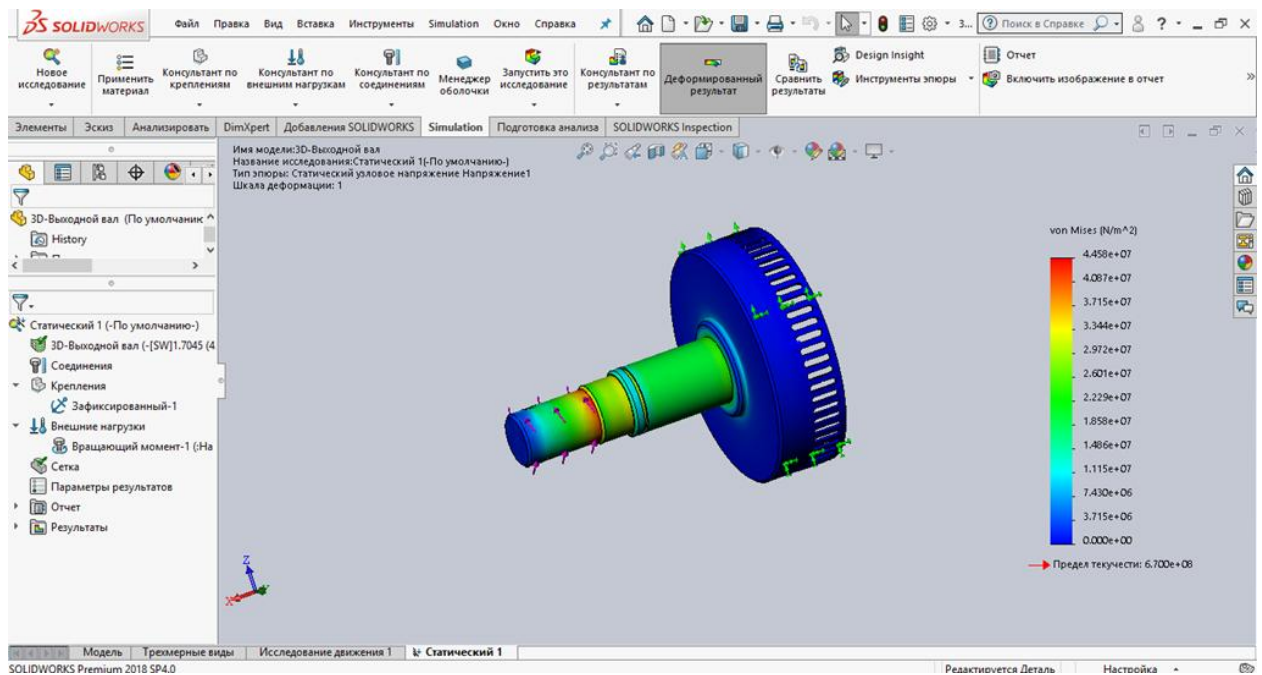 SOLIDWORKS Файл Правка Вид Вставка Инструменты Simulation Окно Справка З... Поиск в Справке
Новое исследование
Применить материал
Консультант по креплениям
Консультант по внешним нагрузкам
Консультант по соединениям
Менеджер оболочки
Запустить это исследование
Консультант по результатам
Деформированный результат
Сравнить результаты
Design Insight
Инструменты эпюры
Отчет
Включить изображение в отчет
Элементы Эскиз Анализировать DimXpert Добавления SOLIDWORKS Simulation Подготовка анализа SOLIDWORKS Inspection
Имя модели:3D-Выходной вал
Название исследования:Статический 1(-По умолчанию-)
Тип эпюры: Статический узловое напряжение Напряжение1
Шкала деформации: 1
3D-Выходной вал (По умолчаник
History
Статический 1 (-По умолчанию-)
3D-Выходной вал (-[SW]1.7045 (4
Соединения
Крепления
Зафиксированный-1
Внешние нагрузки
Вращающий момент-1 (:На
Сетка
Параметры результатов
Отчет
Результаты
von Mises (N/m^2)
4.458e+07
4.087e+07
3.715e+07
3.344e+07
2.972e+07
2.601e+07
2.229e+07
1.858e+07
1.486e+07
1.115e+07
7.430e+06
3.715e+06
0.000e+00
Предел текучести: 6.700e+08
Z
X
Модель Трехмерные виды Исследование движения 1 Статический 1
SOLIDWORKS Premium 2018 SP4.0 Редактируется Деталь Настройка